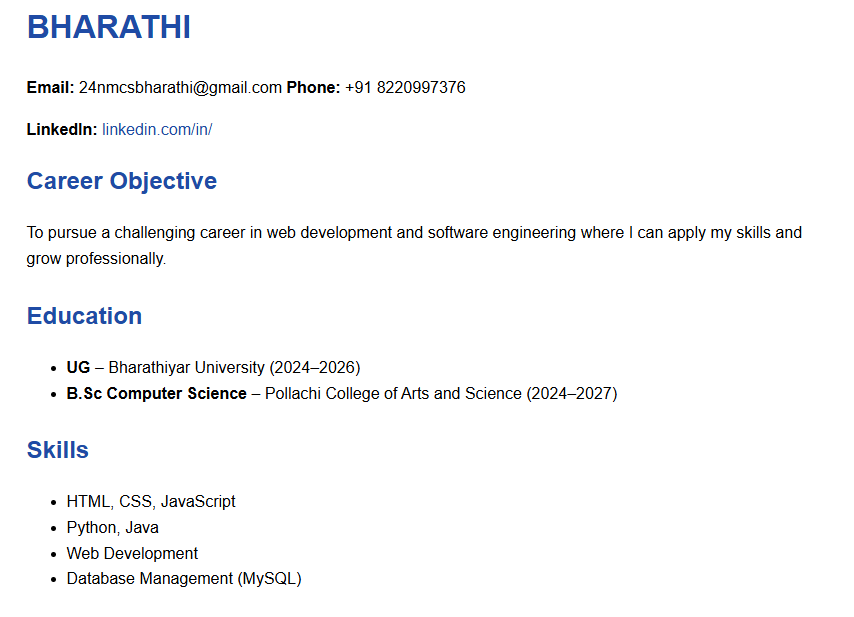 BHARATHI
Email: 24nmcsbharathi@gmail.com Phone: +91 8220997376
LinkedIn: linkedin.com/in/
Career Objective
To pursue a challenging career in web development and software engineering where I can apply my skills and
grow professionally.
Education
• UG – Bharathiyar University (2024–2026)
• B.Sc Computer Science – Pollachi College of Arts and Science (2024–2027)
Skills
• HTML, CSS, JavaScript
• Python, Java
• Web Development
• Database Management (MySQL)